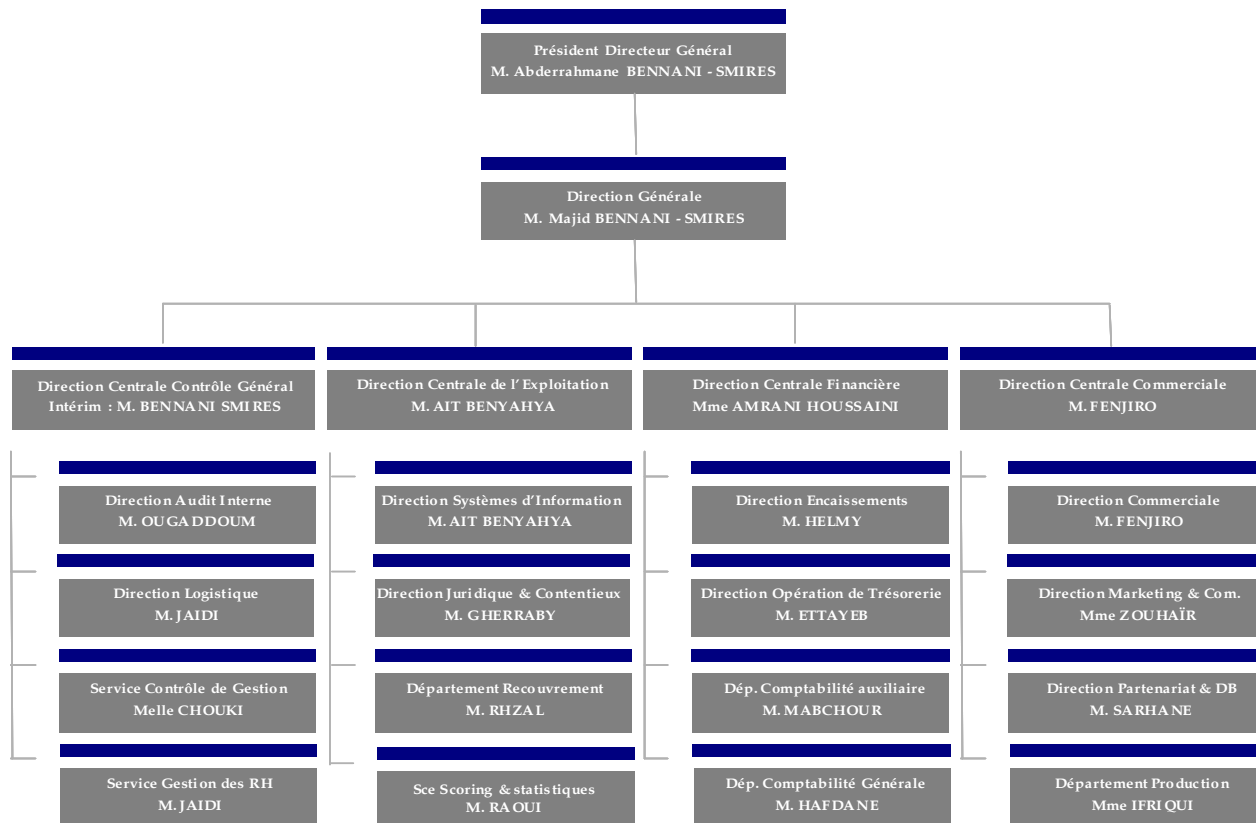 Président Directeur Général
M. Abderrahmane BENNANI - SMIRES
Direction Générale
M. Majid BENNANI - SMIRES
Direction Centrale Contrôle Général
Intérim : M. BENNANI SMIRES
Direction Centrale de l'Exploitation
M. AIT BENYAHYA
Direction Centrale Financière
Mme AMRANI HOUSSAINI
Direction Centrale Commerciale
M. FENJIRO
Direction Audit Interne
M. OUGADDOUM
Direction Systèmes d'Information
M. AIT BENYAHYA
Direction Encaissements
M. HELMY
Direction Commerciale
M. FENJIRO
Direction Logistique
M. JAIDI
Direction Juridique & Contentieux
M. GHERRABY
Direction Opération de Trésorerie
M. ETTAYEB
Direction Marketing & Com.
Mme ZOUHAÏR
Service Contrôle de Gestion
Melle CHOUKI
Département Recouvrement
M. RHZAL
Dép. Comptabilité auxiliaire
M. MABCHOUR
Direction Partenariat & DB
M. SARHANE
Service Gestion des RH
M. JAIDI
Sce Scoring & statistiques
M. RAOUI
Dép. Comptabilité Générale
M. HAFDANE
Département Production
Mme IFRIQUI